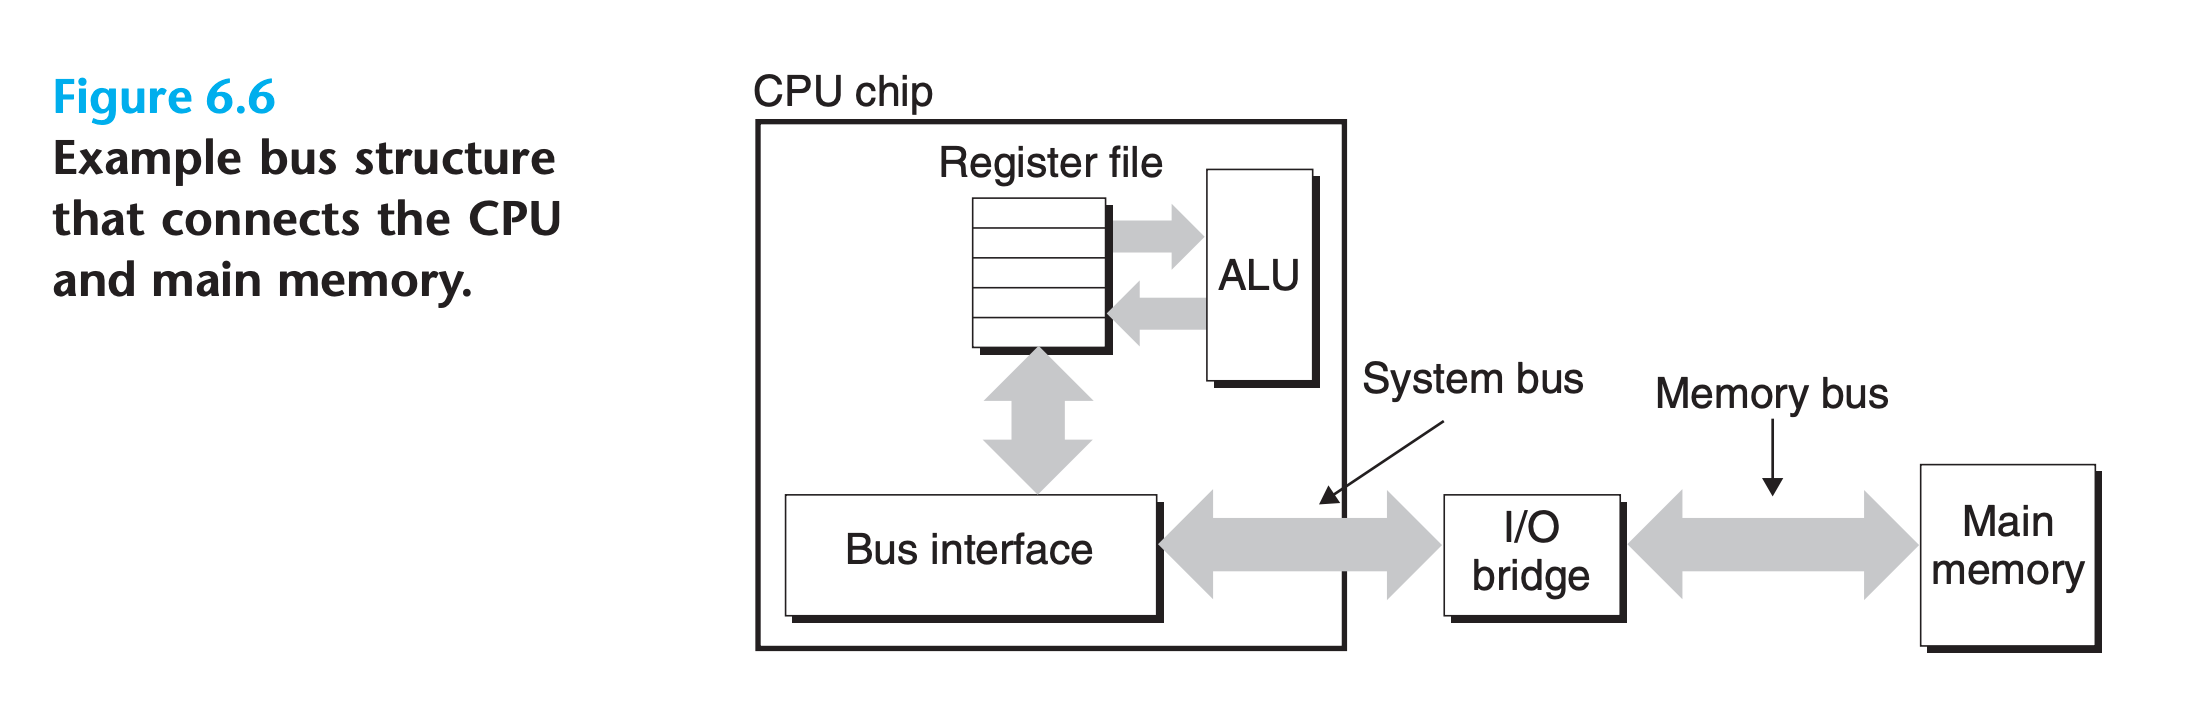 Figure 6.6
Example bus structure
that connects the CPU
and main memory.
CPU chip
Register file
ALU
System bus
Memory bus
Bus interface
I/O
bridge
Main
memory